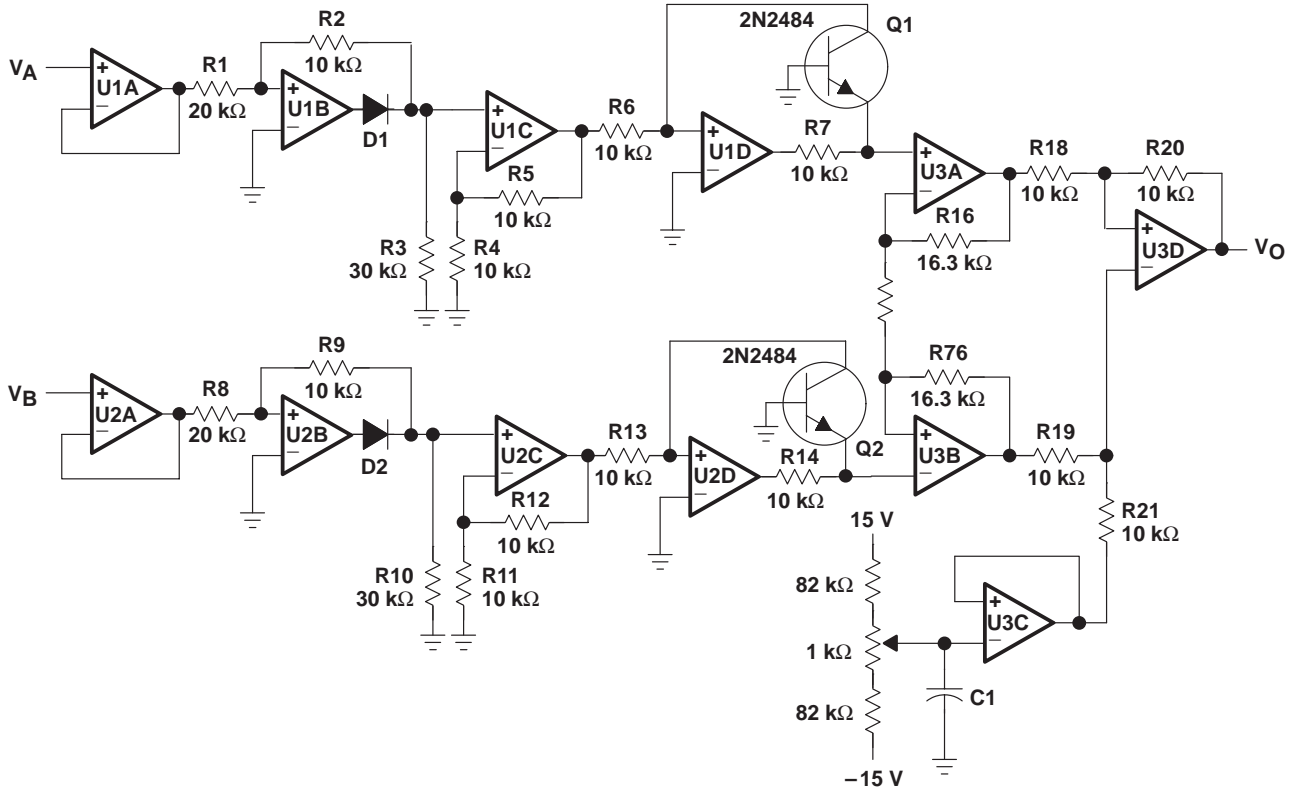 2N2484
Q1
R2
10 kΩ
VA
+
−
U1A
R1
20 kΩ
+
−
U1B
D1
+
−
U1C
R6
10 kΩ
+
−
U1D
R7
10 kΩ
R5
10 kΩ
R3
30 kΩ
R4
10 kΩ
+
−
U3A
R18
10 kΩ
R20
10 kΩ
R16
16.3 kΩ
+
−
U3D
VO
R9
10 kΩ
2N2484
Q2
VB
+
−
U2A
R8
20 kΩ
+
−
U2B
D2
+
−
U2C
R13
10 kΩ
+
−
U2D
R14
10 kΩ
R12
10 kΩ
R10
30 kΩ
R11
10 kΩ
R76
16.3 kΩ
+
−
U3B
R19
10 kΩ
R21
10 kΩ
15 V
82 kΩ
1 kΩ
82 kΩ
−15 V
+
−
U3C
C1